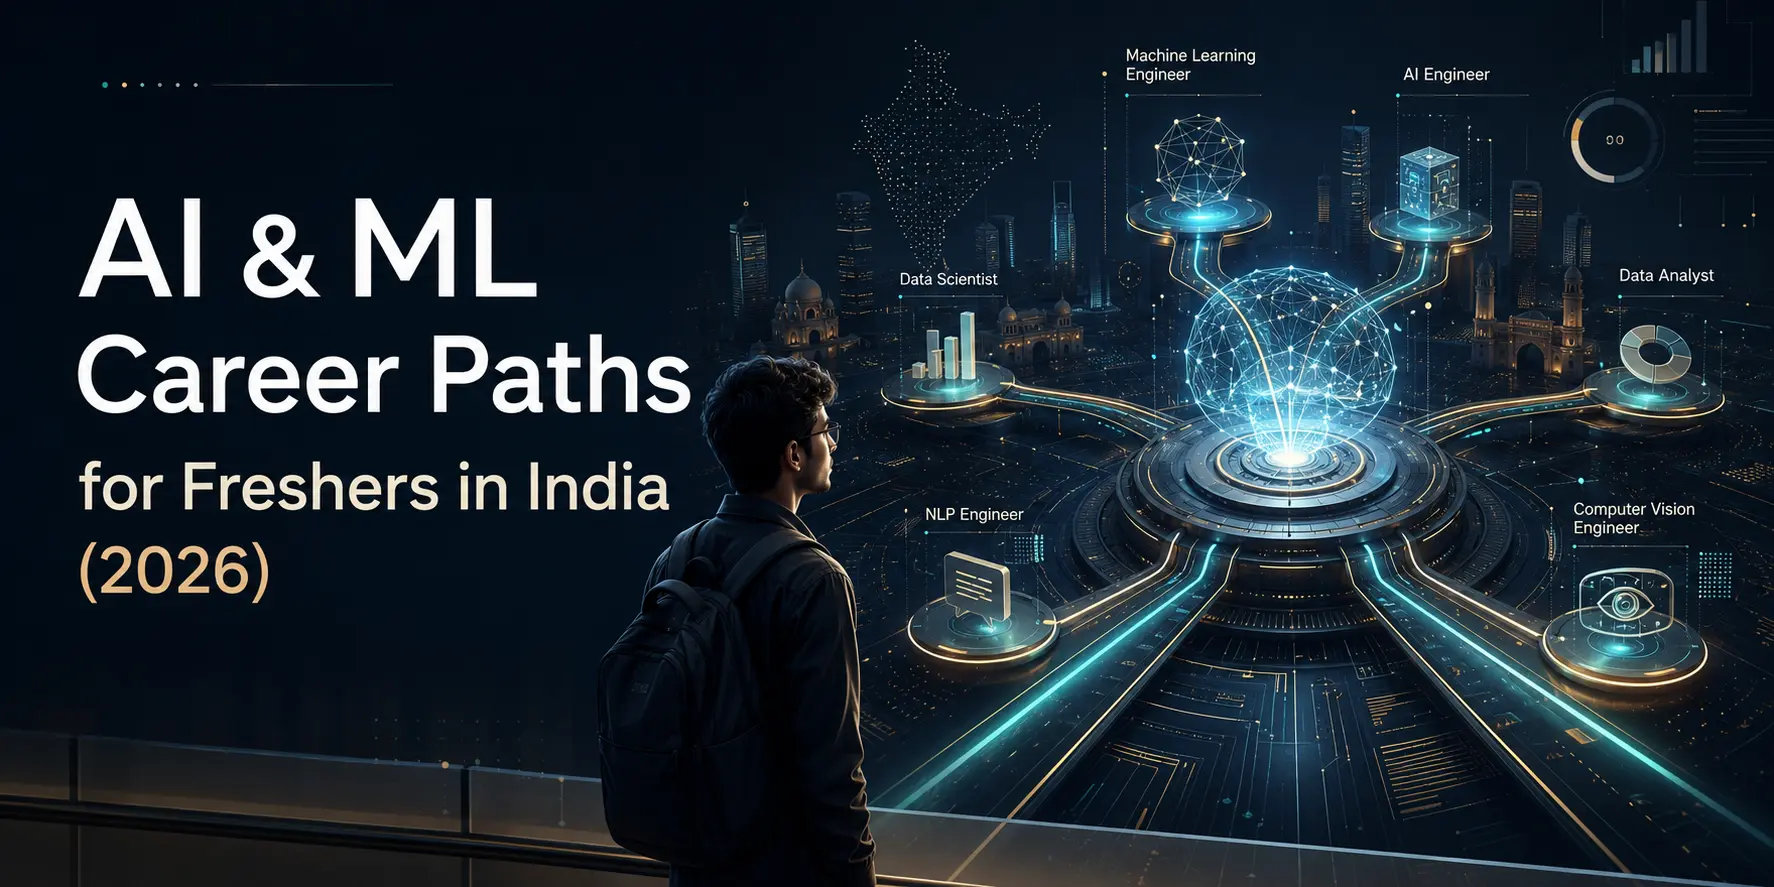 AI & ML
Career Paths
for Freshers in India
(2026)
Machine Learning
Engineer
AI Engineer
Data Scientist
Data Analyst
NLP Engineer
Computer Vision
Engineer